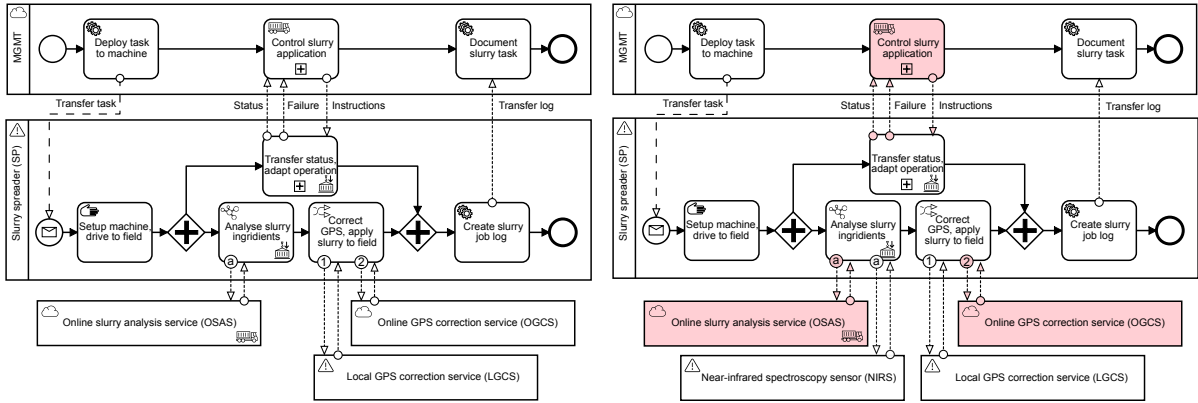 MGMT
Deploy task
to machine
Control slurry
application
Document
slurry task
Transfer task
Status
Failure
Instructions
Transfer log
Slurry spreader (SP)
Transfer status,
adapt operation
Setup machine,
drive to field
Analyse slurry
ingridients
Correct
GPS, apply
slurry to field
Create slurry
job log
a
1
2
Online slurry analysis service (OSAS)
Online GPS correction service (OGCS)
Local GPS correction service (LGCS)
MGMT
Deploy task
to machine
Control slurry
application
Document
slurry task
Transfer task
Status
Failure
Instructions
Transfer log
Slurry spreader (SP)
Transfer status,
adapt operation
Setup machine,
drive to field
Analyse slurry
ingridients
Correct
GPS, apply
slurry to field
Create slurry
job log
a
a
1
2
Online slurry analysis service (OSAS)
Online GPS correction service (OGCS)
Near-infrared spectroscopy sensor (NIRS)
Local GPS correction service (LGCS)